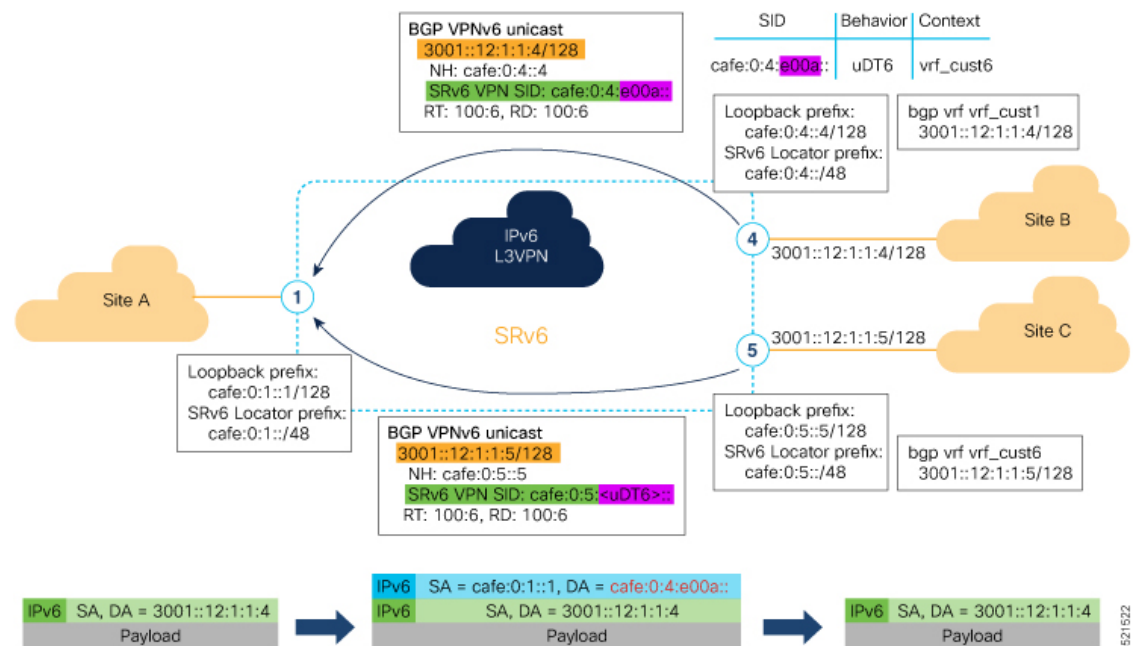 BGP VPNv6 unicast
3001::12:1:1:4/128
NH: cafe:0:4::4
SRv6 VPN SID: cafe:0:4:e00a::
RT: 100:6, RD: 100:6
SID Behavior Context
cafe:0:4:e00a:: uDT6 vrf_cust6
Loopback prefix:
cafe:0:4::4/128
SRv6 Locator prefix:
cafe:0:4::/48
bgp vrf vrf_cust1
3001::12:1:1:4/128
IPv6
L3VPN
Site A
1
SRv6
4
3001::12:1:1:4/128
Site B
5
3001::12:1:1:5/128
Site C
Loopback prefix:
cafe:0:1::1/128
SRv6 Locator prefix:
cafe:0:1::/48
BGP VPNv6 unicast
3001::12:1:1:5/128
NH: cafe:0:5::5
SRv6 VPN SID: cafe:0:5:<uDT6>::
RT: 100:6, RD: 100:6
Loopback prefix:
cafe:0:5::5/128
SRv6 Locator prefix:
cafe:0:5::/48
bgp vrf vrf_cust6
3001::12:1:1:5/128
IPv6 SA, DA = 3001::12:1:1:4
Payload
IPv6 SA = cafe:0:1::1, DA = cafe:0:4:e00a::
IPv6 SA, DA = 3001::12:1:1:4
Payload
IPv6 SA, DA = 3001::12:1:1:4
Payload
521522